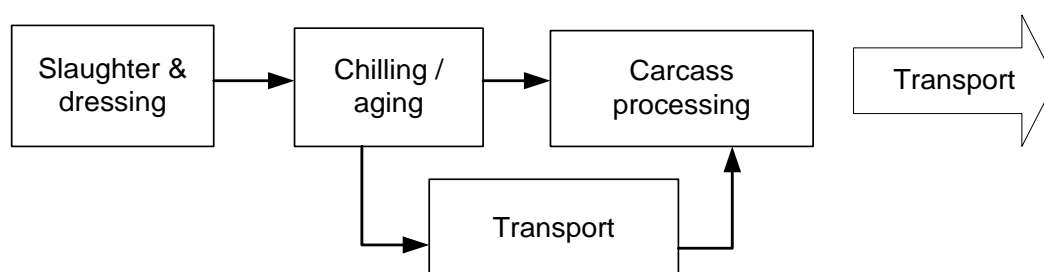 Slaughter &
dressing
Chilling /
aging
Carcass
processing
Transport
Transport